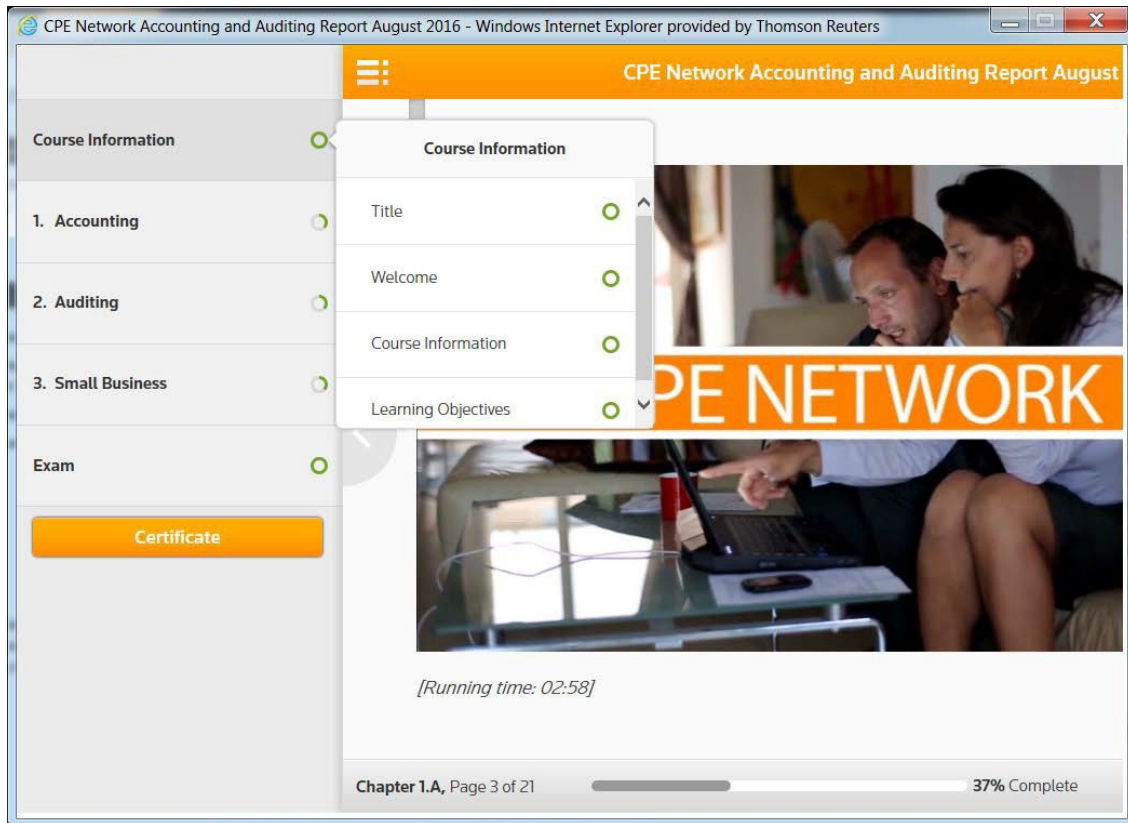 CPE Network Accounting and Auditing Report August 2016 - Windows Internet Explorer provided by Thomson Reuters
CPE Network Accounting and Auditing Report August
Course Information
1. Accounting
2. Auditing
3. Small Business
Exam
Certificate
Course Information
Title
Welcome
Course Information
Learning Objectives
PE NETWORK
[Running time: 02:58]
Chapter 1.A, Page 3 of 21
37% Complete